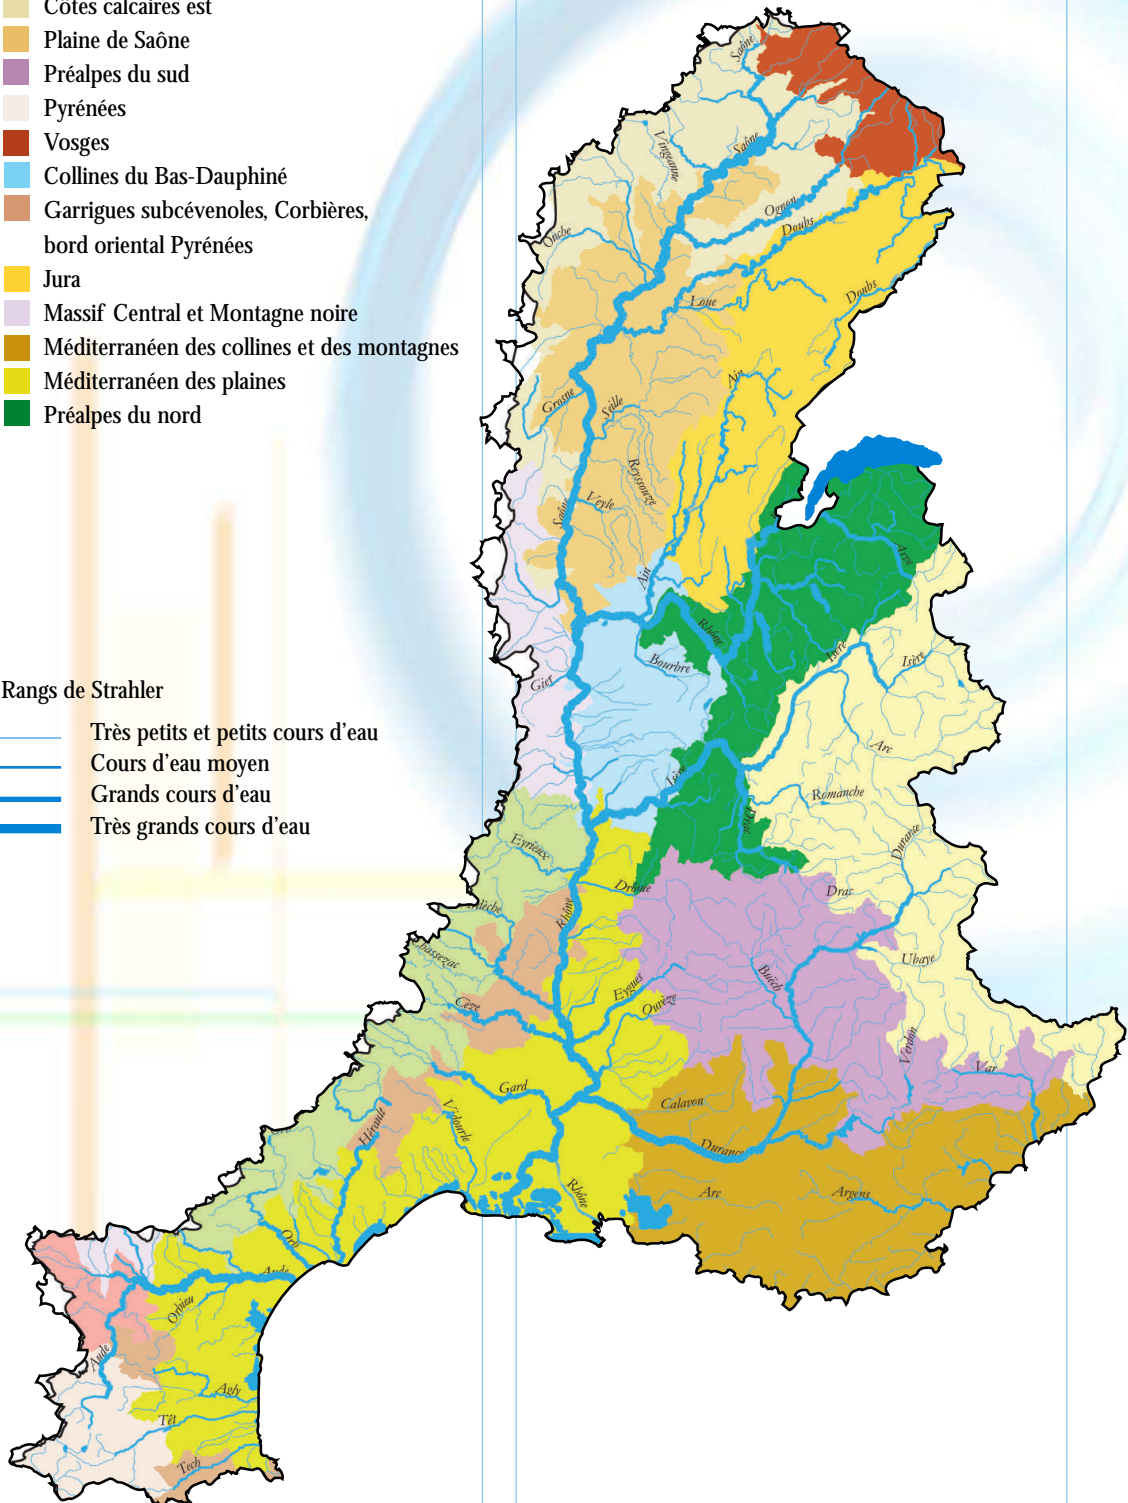 Côtes calcaires est
Plaine de Saône
Préalpes du sud
Pyrénées
Vosges
Collines du Bas-Dauphiné
Garrigues subcévenoles, Corbières,
bord oriental Pyrénées
Jura
Massif Central et Montagne noire
Méditerranéen des collines et des montagnes
Méditerranéen des plaines
Préalpes du nord
Rangs de Strahler
Très petits et petits cours d'eau
Cours d'eau moyen
Grands cours d'eau
Très grands cours d'eau
Saône
Vingeanne
Saône
Ognon
Doubs
Ouche
Doubs
Loue
Ain
Grosne
Seille
Reyssouze
Veyle
Saône
Arve
Ain
Rhône
Bourbre
Isère
Isère
Gier
Arc
Isère
Romanche
Drac
Eyrieux
Durance
Drôme
Drac
Rhône
Chassezac
Ubaye
Buëch
Eygues
Ouvèze
Cèze
Verdon
Var
Gard
Calavon
Vidourle
Hérault
Durance
Rhône
Arc
Argens
Orb
Aude
Orbieu
Aude
Agly
Têt
Tech